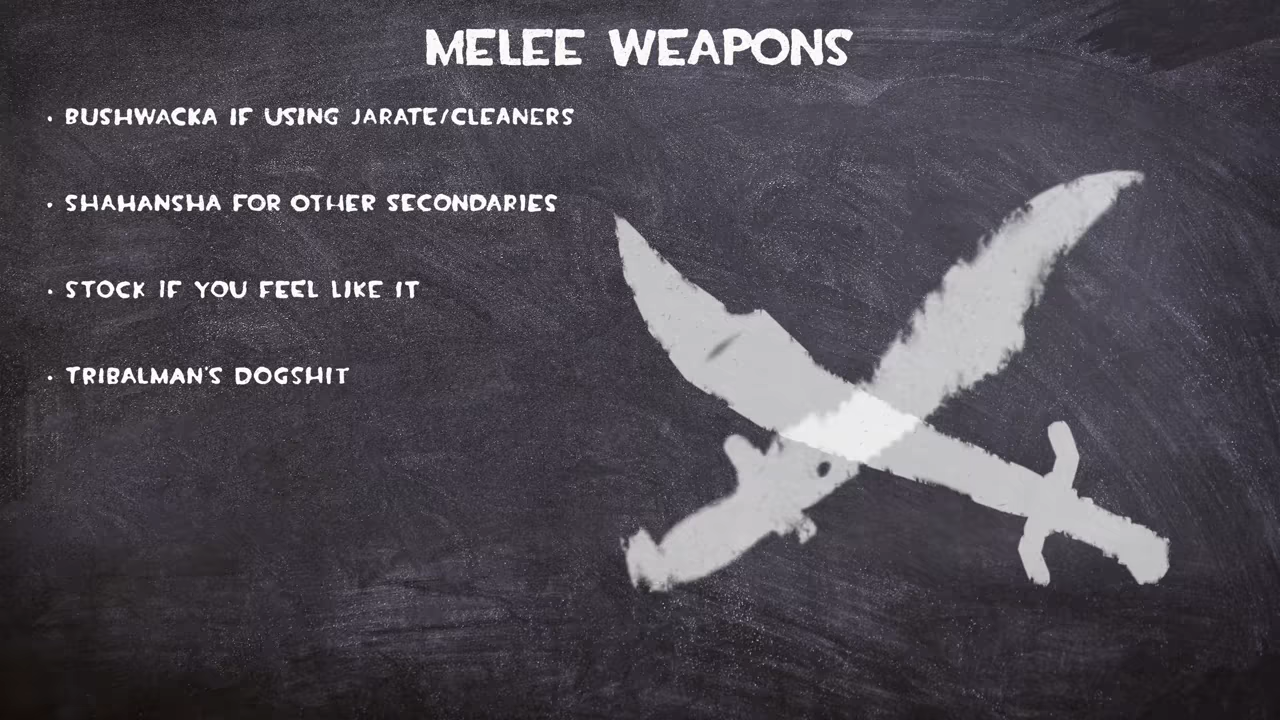 MELEE WEAPONS
• BUSHWACKA IF USING JARATE/CLEANERS
• SHAHANSHA FOR OTHER SECONDARIES
• STOCK IF YOU FEEL LIKE IT
• TRIBALMAN'S DOGSHIT